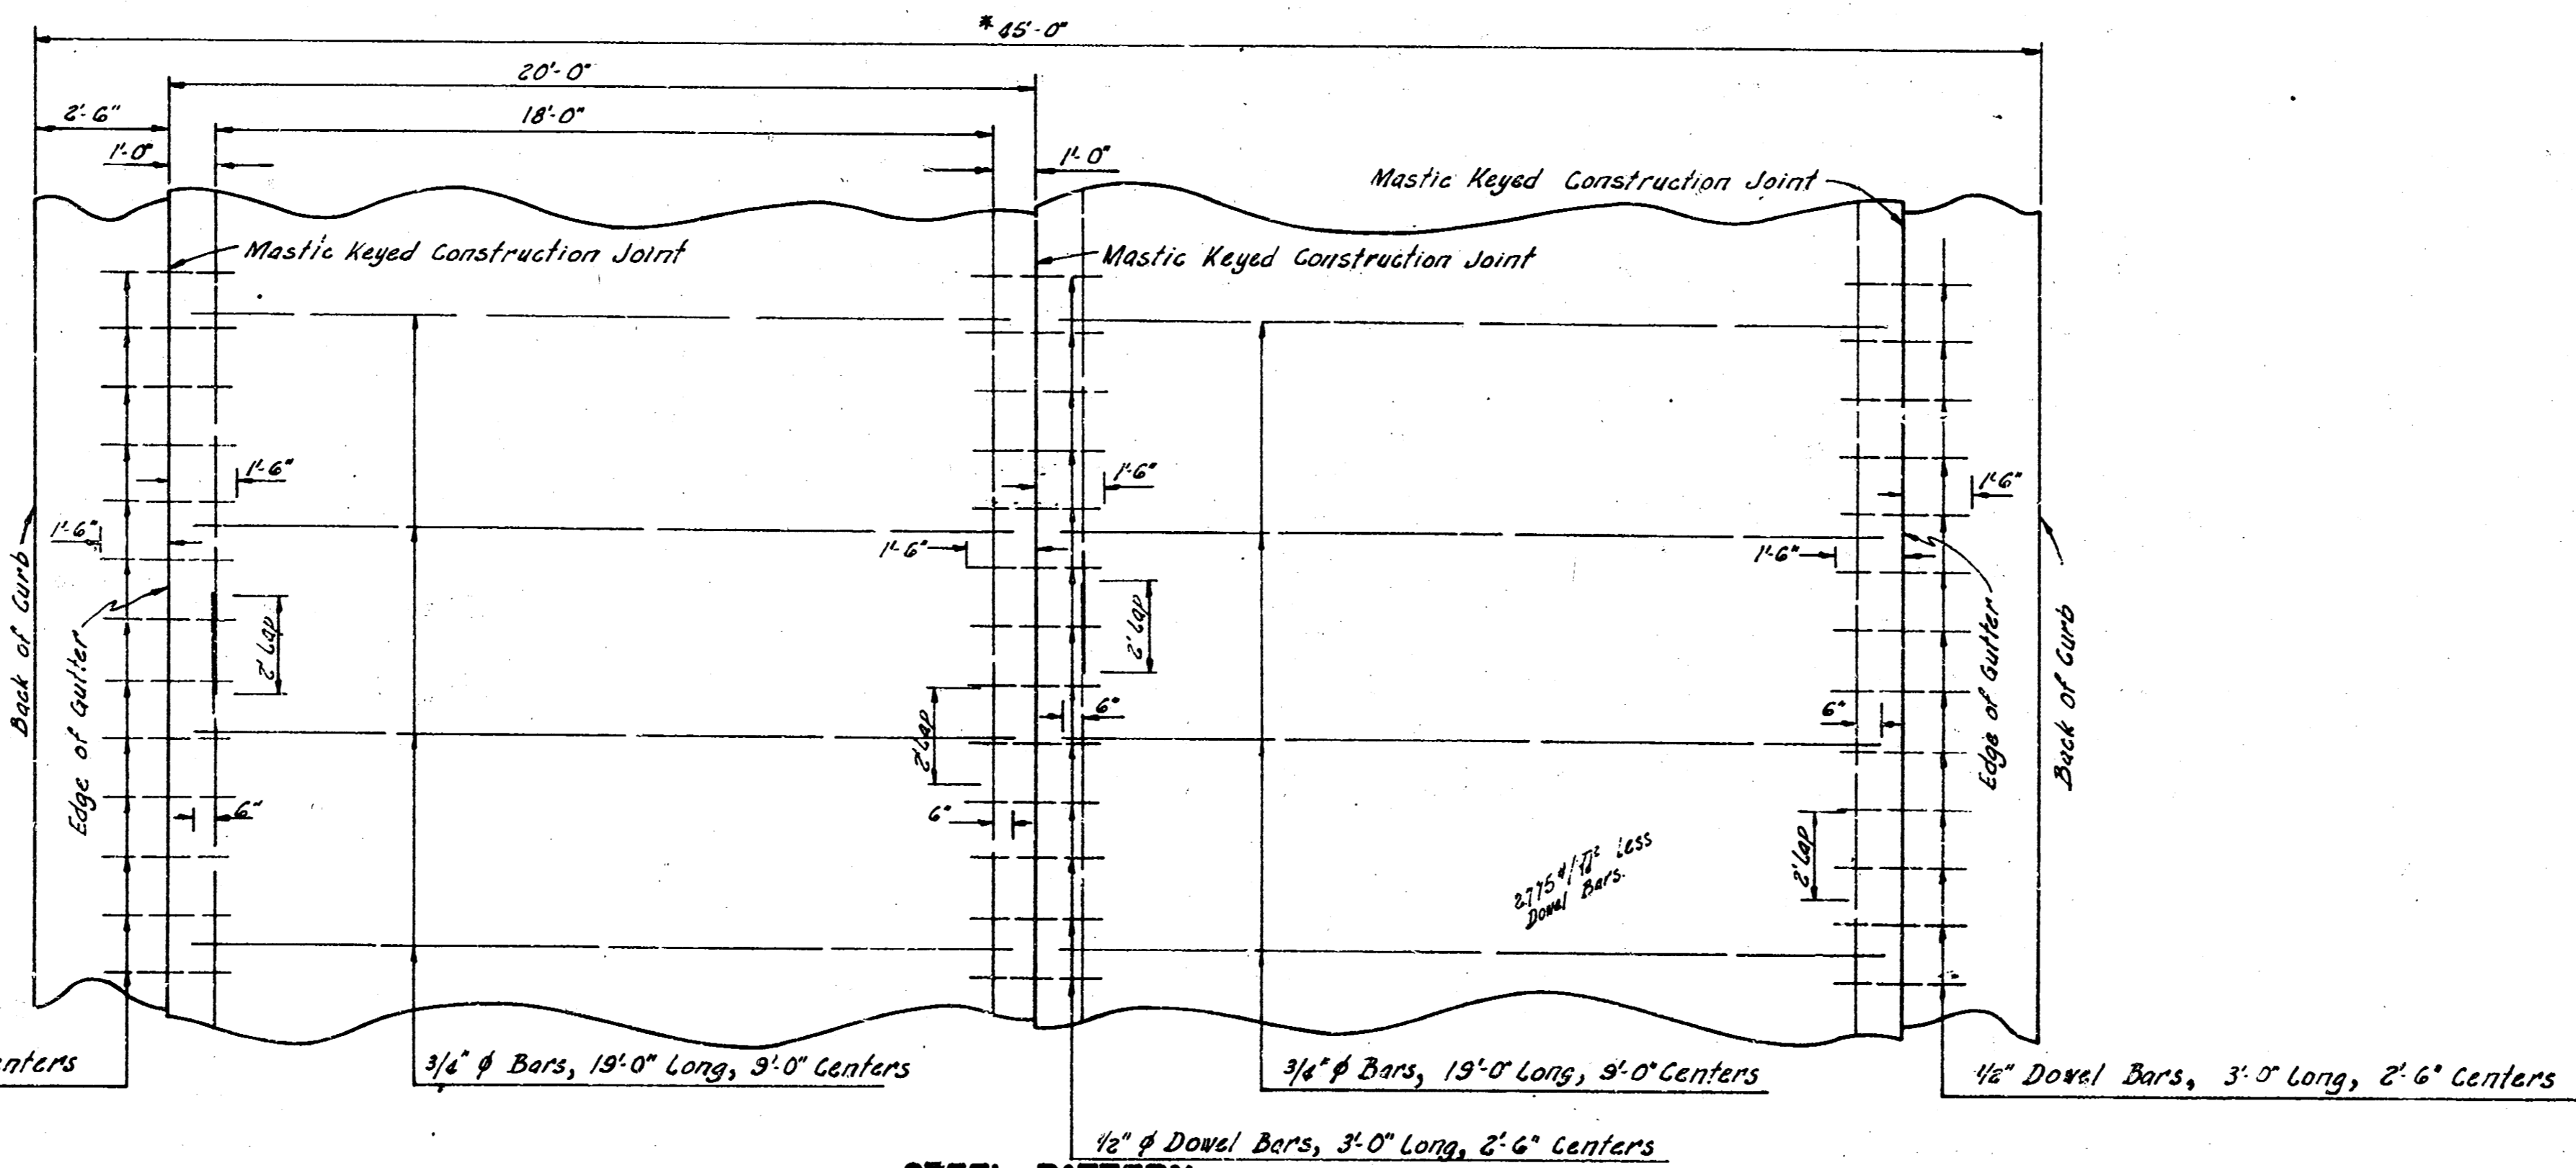 *45'-0"
20'-0"
2'-6"
18'-0"
1'-0"
1'-0"
Mastic Keyed Construction Joint
Mastic Keyed Construction Joint
Mastic Keyed Construction Joint
1'-6"
1'-6"
1'-6"
1'-6"
1'-6"
1'-6"
Back of Curb
Edge of Gutter
2' Lap
2' Lap
2' Lap
6"
6"
6"
6"
2' Lap
Edge of Gutter
Back of Curb
2775 #/ Less
Dowel Bars.
3/4" φ Bars, 19'-0" Long, 9'-0" Centers
3/4" φ Bars, 19'-0" Long, 9'-0" Centers
1/2" Dowel Bars, 3'-0" Long, 2'-6" Centers
1/2" φ Dowel Bars, 3'-0" Long, 2'-6" Centers